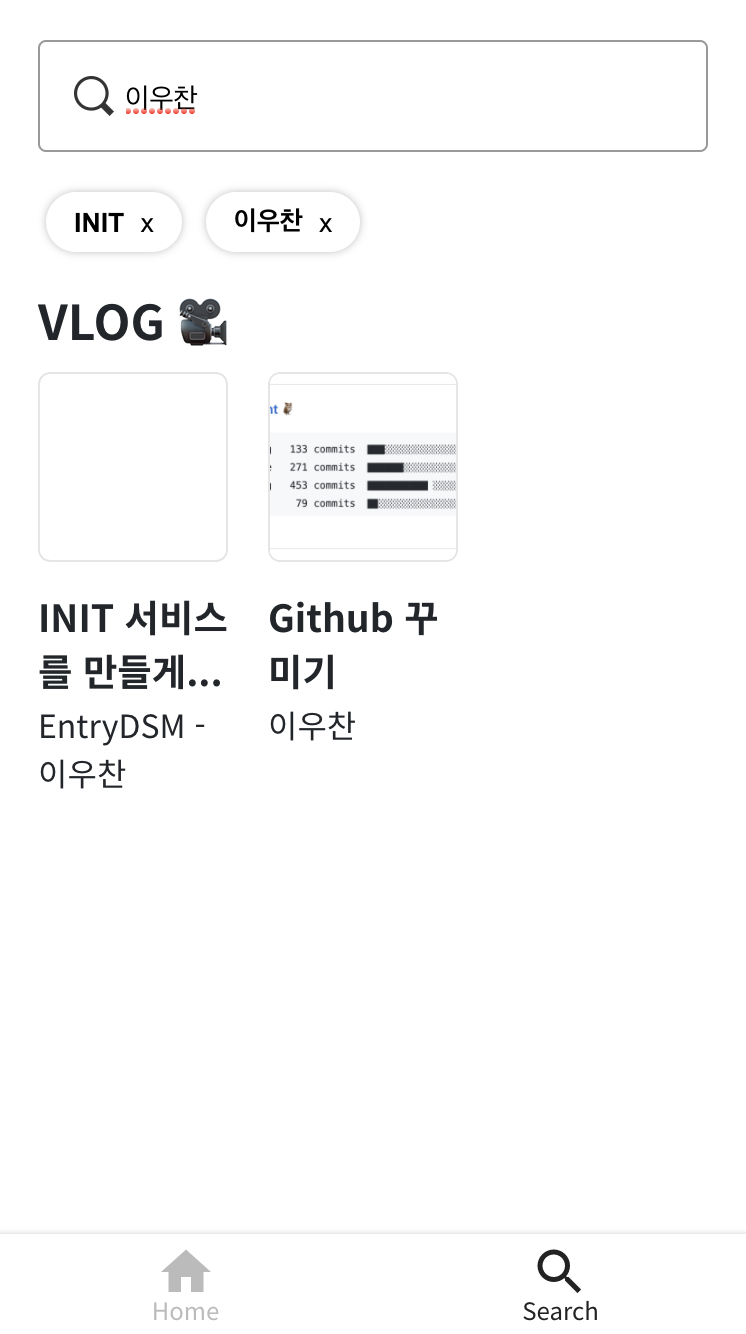 이우찬
INIT x 이우찬 x
VLOG 🎥
nt
133 commits
271 commits
453 commits
79 commits
INIT 서비스
를 만들게...
EntryDSM -
이우찬
Github 꾸
미기
이우찬
Home Search